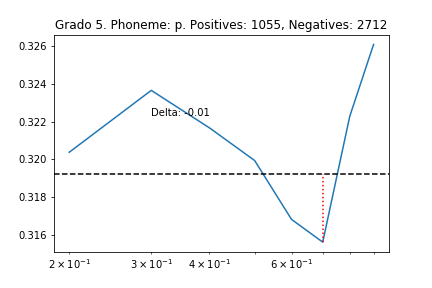 Grado 5. Phoneme: p. Positives: 1055, Negatives: 2712
0.326
0.324
0.322
0.320
0.318
0.316
Delta: -0.01
2 × 10⁻¹ 3 × 10⁻¹ 4 × 10⁻¹ 6 × 10⁻¹